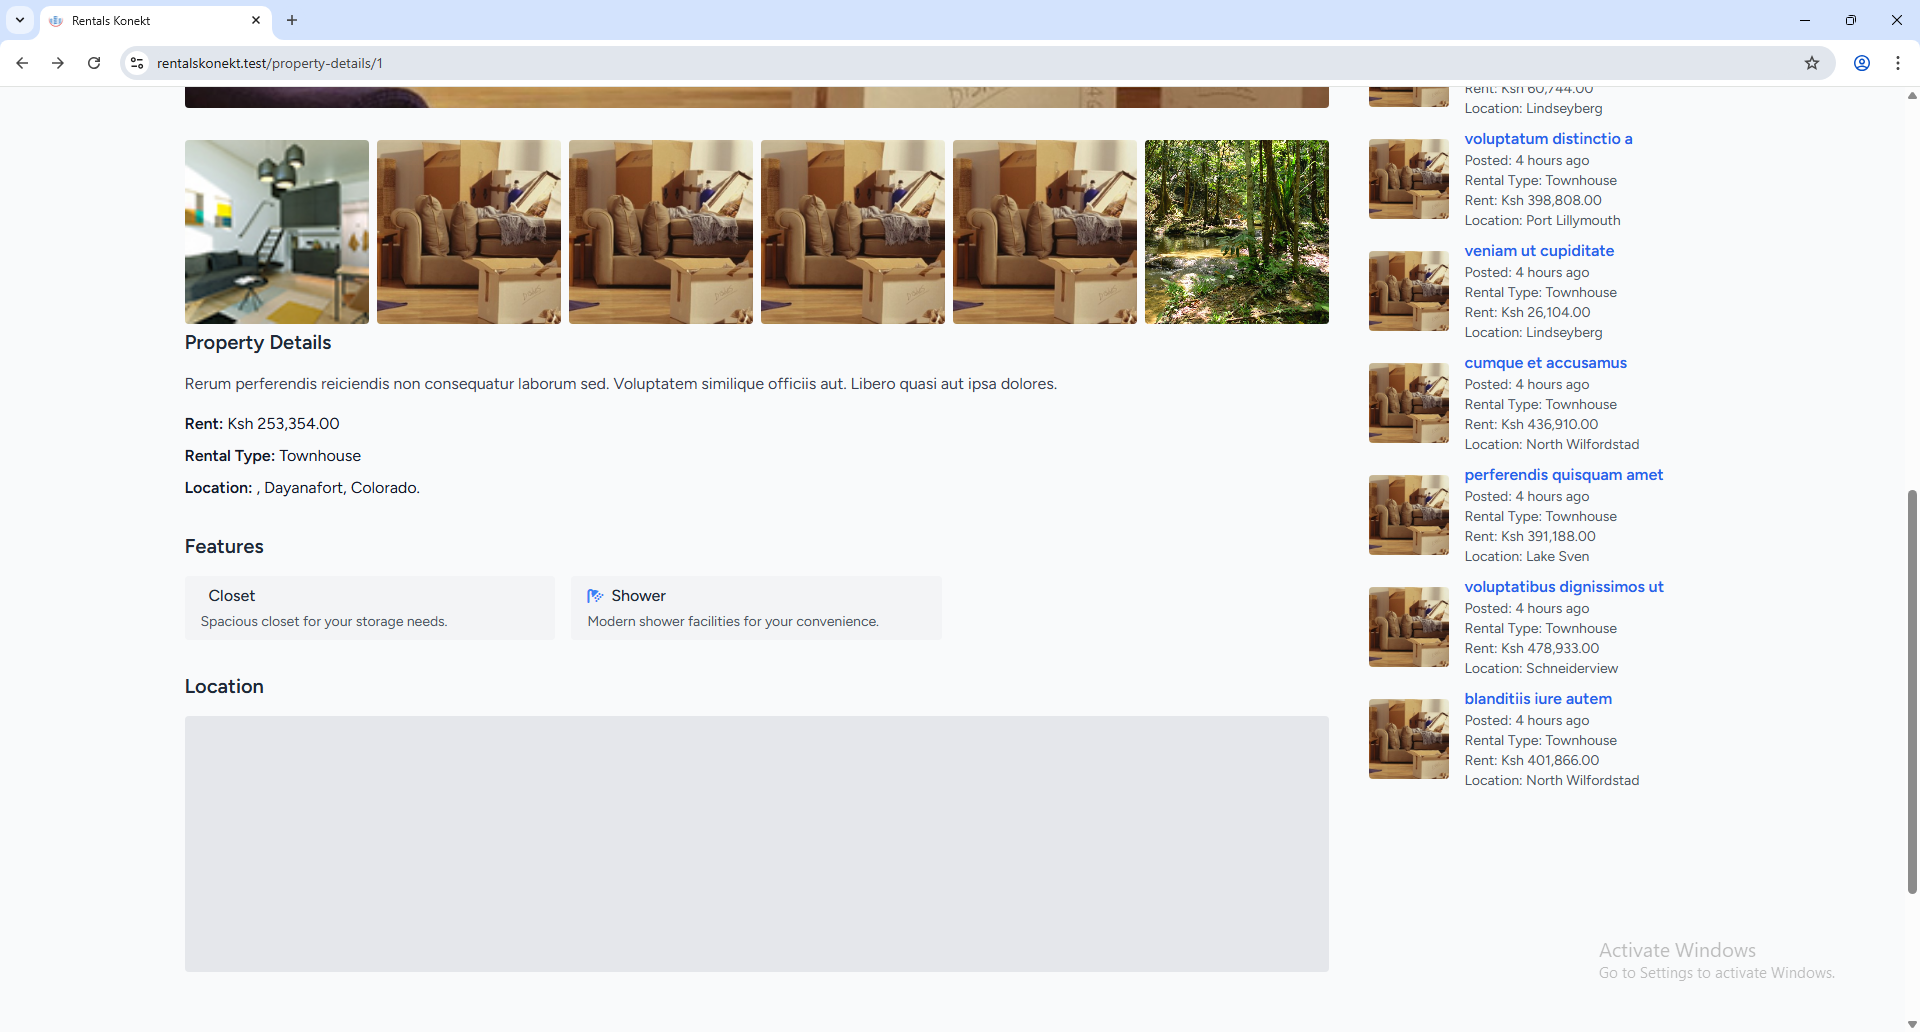 Rentals Konekt
rentalskonekt.test/property-details/1
Property Details
Rerum perferendis reiciendis non consequatur laborum sed. Voluptatem similique officiis aut. Libero quasi aut ipsa dolores.
Rent: Ksh 253,354.00
Rental Type: Townhouse
Location: , Dayanafort, Colorado.
Features
Closet
Spacious closet for your storage needs.
Shower
Modern shower facilities for your convenience.
Location
Rent: Ksh 60,744.00
Location: Lindseyberg
voluptatum distinctio a
Posted: 4 hours ago
Rental Type: Townhouse
Rent: Ksh 398,808.00
Location: Port Lillymouth
veniam ut cupiditate
Posted: 4 hours ago
Rental Type: Townhouse
Rent: Ksh 26,104.00
Location: Lindseyberg
cumque et accusamus
Posted: 4 hours ago
Rental Type: Townhouse
Rent: Ksh 436,910.00
Location: North Wilfordstad
perferendis quisquam amet
Posted: 4 hours ago
Rental Type: Townhouse
Rent: Ksh 391,188.00
Location: Lake Sven
voluptatibus dignissimos ut
Posted: 4 hours ago
Rental Type: Townhouse
Rent: Ksh 478,933.00
Location: Schneiderview
blanditiis iure autem
Posted: 4 hours ago
Rental Type: Townhouse
Rent: Ksh 401,866.00
Location: North Wilfordstad
Activate Windows
Go to Settings to activate Windows.